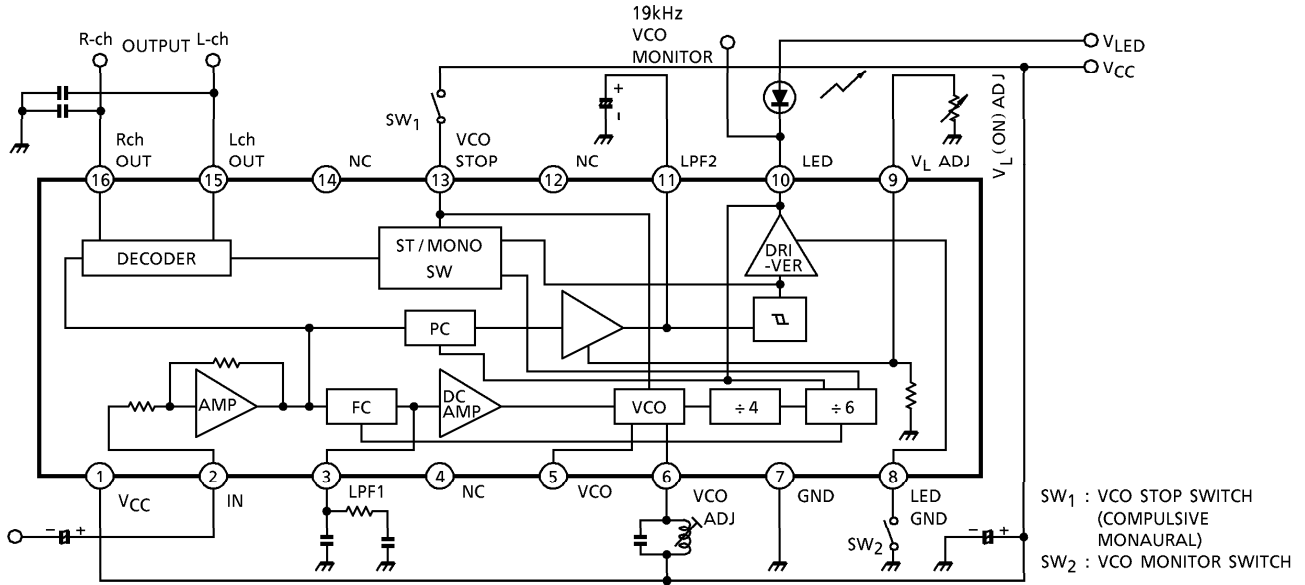 R-ch OUTPUT L-ch
19kHz
VCO
MONITOR
VLED
VCC
SW1
+
-
VL (ON) ADJ
Rch
OUT
Lch
OUT
NC
VCO
STOP
NC
LPF2
LED
VL ADJ
16
15
14
13
12
11
10
9
DECODER
ST / MONO
SW
DRI
-VER
PC
AMP
FC
DC
AMP
VCO
÷4
÷6
1
2
3
4
5
6
7
8
VCC
IN
LPF1
NC
VCO
VCO
ADJ
GND
LED
GND
- +
SW2
- +
SW1 : VCO STOP SWITCH
(COMPULSIVE
MONAURAL)
SW2 : VCO MONITOR SWITCH